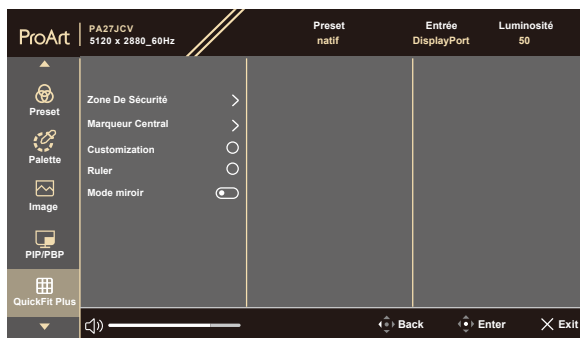 ProArt
PA27JCV
5120 x 2880_60Hz
Preset
natif
Entrée
DisplayPort
Luminosité
50
Preset
Palette
Image
PIP/PBP
QuickFit Plus
Zone De Sécurité
Marqueur Central
Customization
Ruler
Mode miroir
Back
Enter
Exit